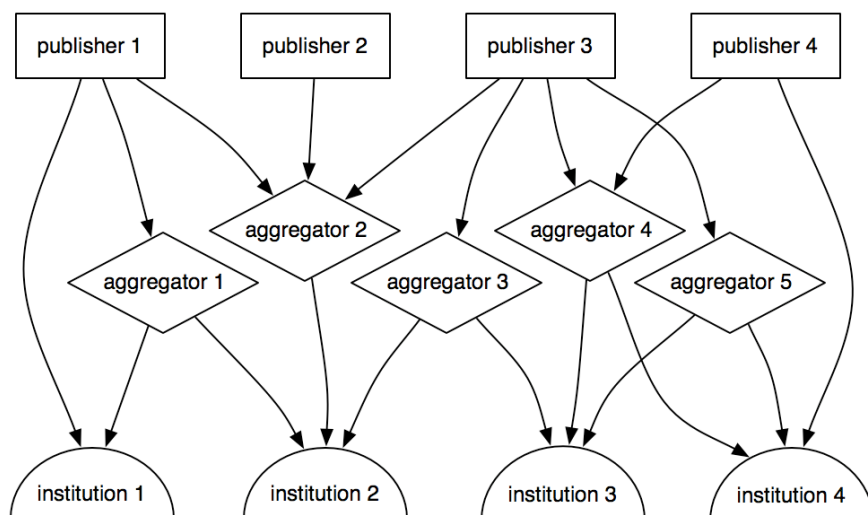 publisher 1
publisher 2
publisher 3
publisher 4
aggregator 2
aggregator 4
aggregator 1
aggregator 3
aggregator 5
institution 1
institution 2
institution 3
institution 4